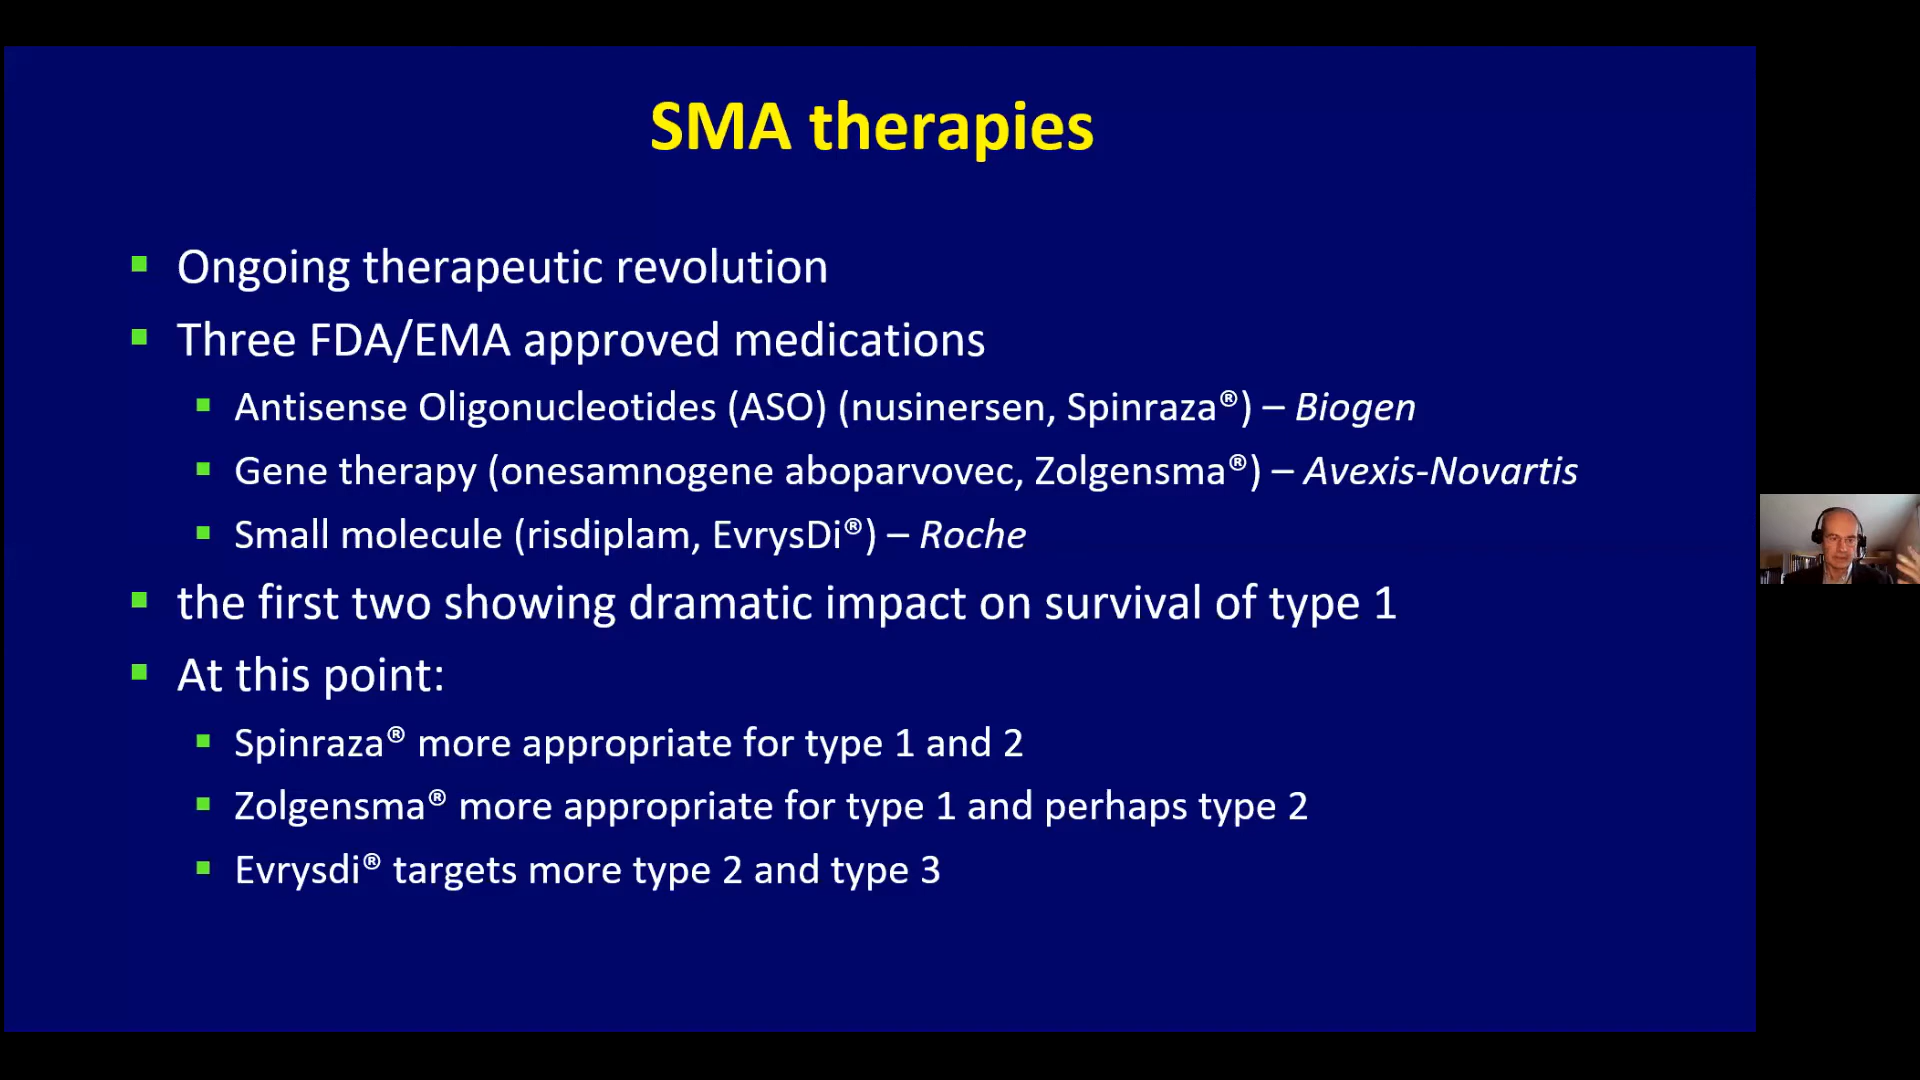 SMA therapies
Ongoing therapeutic revolution
Three FDA/EMA approved medications
Antisense Oligonucleotides (ASO) (nusinersen, Spinraza®) – Biogen
Gene therapy (onesamnogene aboparvovec, Zolgensma®) – Avexis-Novartis
Small molecule (risdiplam, EvrysDi®) – Roche
the first two showing dramatic impact on survival of type 1
At this point:
Spinraza® more appropriate for type 1 and 2
Zolgensma® more appropriate for type 1 and perhaps type 2
Evrysdi® targets more type 2 and type 3